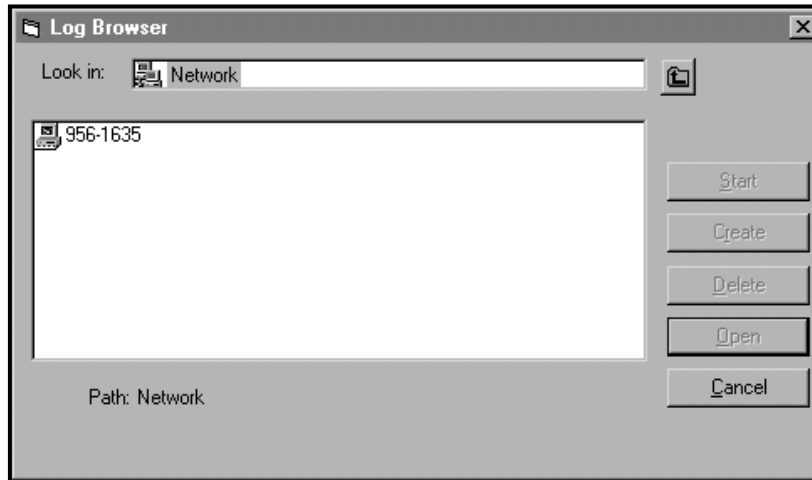 Log Browser
Look in: Network
956-1635
Start
Create
Delete
Open
Cancel
Path: Network